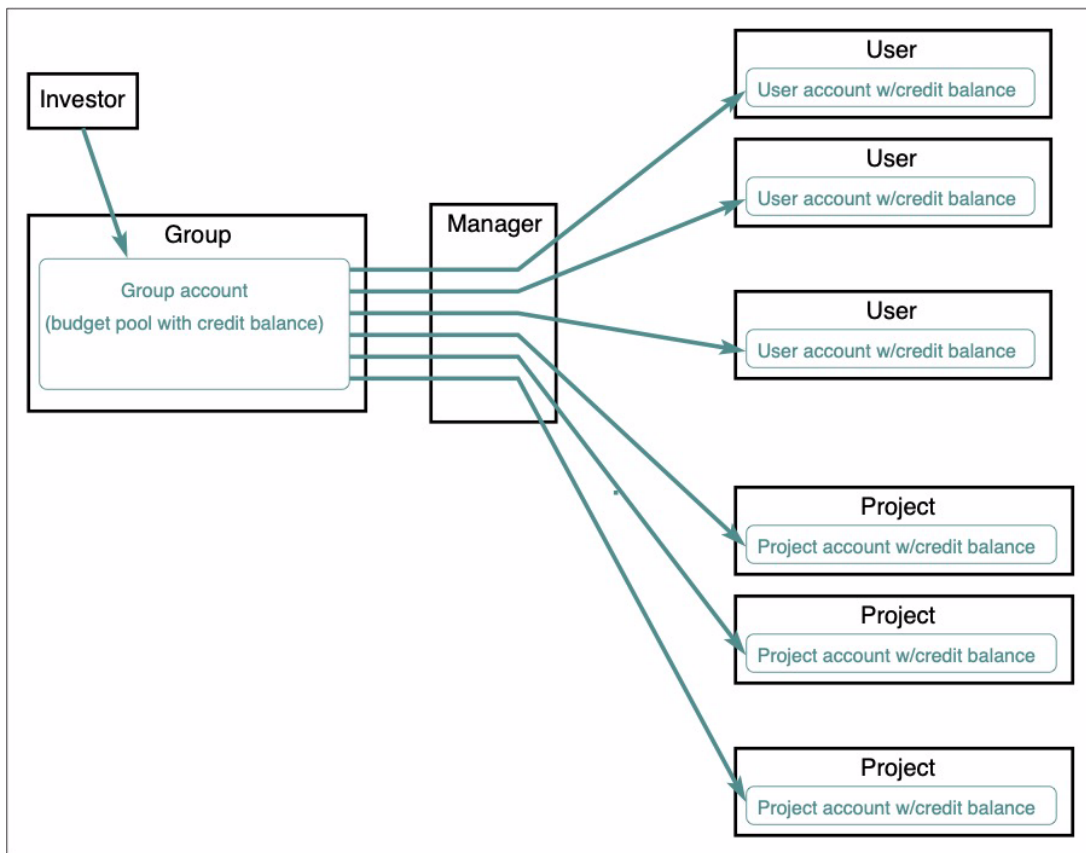 Investor
Group
Group account
(budget pool with credit balance)
Manager
User
User account w/credit balance
User
User account w/credit balance
User
User account w/credit balance
Project
Project account w/credit balance
Project
Project account w/credit balance
Project
Project account w/credit balance